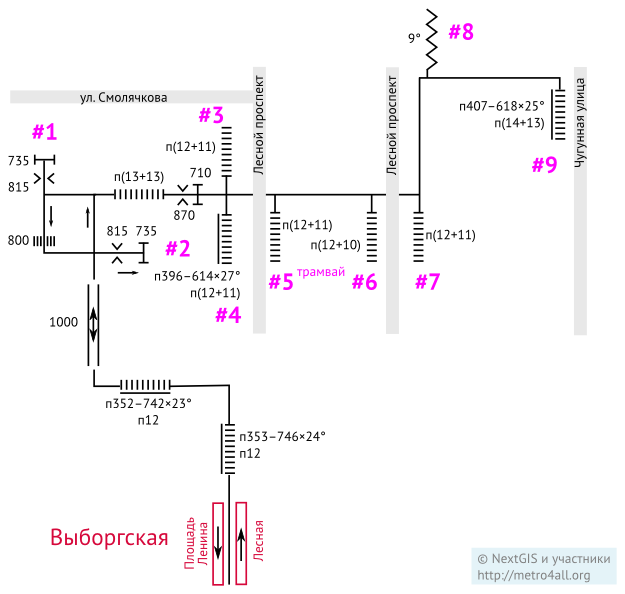 #8
9°
Лесной проспект
Лесной проспект
Чугунная улица
ул. Смолячкова
п407–618×25°
п(14+13)
#3
#1
п(12+11)
735
#9
815
п(13+13)
710
870
800
815
735
#2
п(12+11)
п(12+10)
п(12+11)
п396–614×27°
п(12+11)
трамвай
#5
#6
#7
#4
1000
п352–742×23°
п12
п353–746×24°
п12
Площадь
Ленина
Лесная
Выборгская
© NextGIS и участники
http://metro4all.org